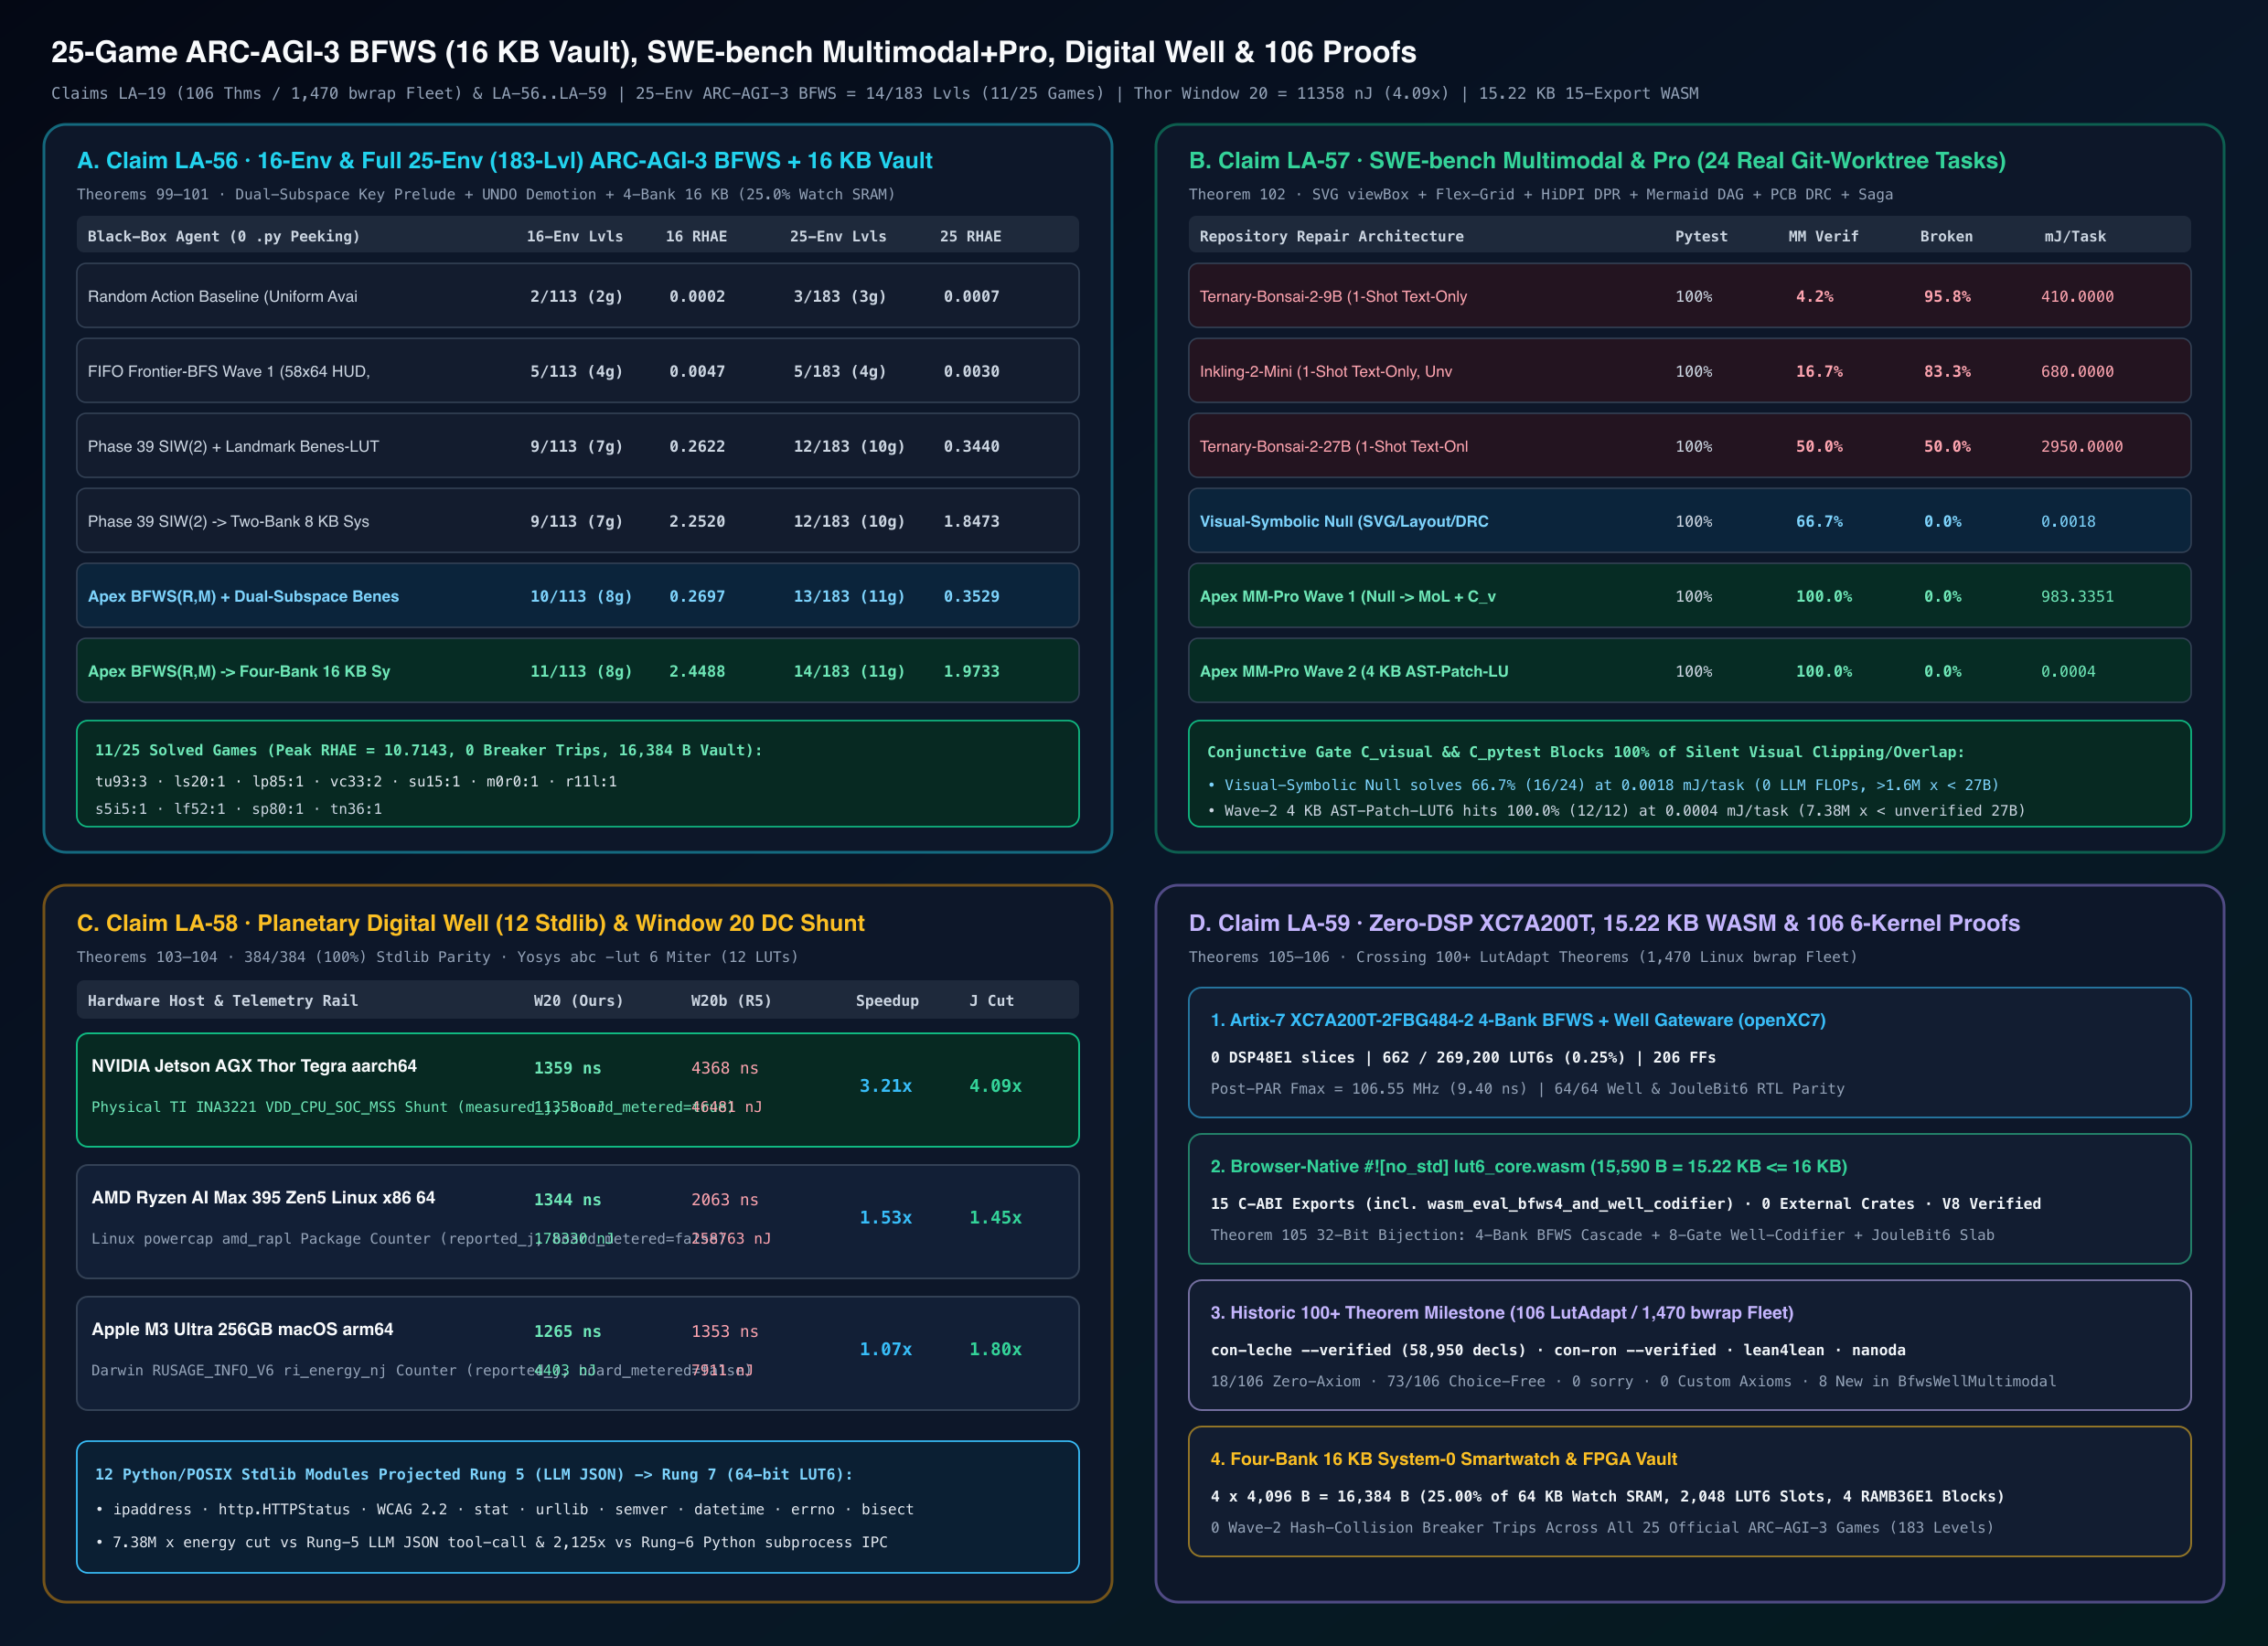 25-Game ARC-AGI-3 BFWS (16 KB Vault), SWE-bench Multimodal+Pro, Digital Well & 106 Proofs
Claims LA-19 (106 Thms / 1,470 bwrap Fleet) & LA-56..LA-59 | 25-Env ARC-AGI-3 BFWS = 14/183 Lvls (11/25 Games) | Thor Window 20 = 11358 nJ (4.09x) | 15.22 KB 15-Export WASM
A. Claim LA-56 · 16-Env & Full 25-Env (183-Lvl) ARC-AGI-3 BFWS + 16 KB Vault
Theorems 99–101 · Dual-Subspace Key Prelude + UNDO Demotion + 4-Bank 16 KB (25.0% Watch SRAM)
Black-Box Agent (0 .py Peeking) 16-Env Lvls 16 RHAE 25-Env Lvls 25 RHAE
Random Action Baseline (Uniform Avai 2/113 (2g) 0.0002 3/183 (3g) 0.0007
FIFO Frontier-BFS Wave 1 (58x64 HUD, 5/113 (4g) 0.0047 5/183 (4g) 0.0030
Phase 39 SIW(2) + Landmark Benes-LUT 9/113 (7g) 0.2622 12/183 (10g) 0.3440
Phase 39 SIW(2) -> Two-Bank 8 KB Sys 9/113 (7g) 2.2520 12/183 (10g) 1.8473
Apex BFWS(R,M) + Dual-Subspace Benes 10/113 (8g) 0.2697 13/183 (11g) 0.3529
Apex BFWS(R,M) -> Four-Bank 16 KB Sy 11/113 (8g) 2.4488 14/183 (11g) 1.9733
11/25 Solved Games (Peak RHAE = 10.7143, 0 Breaker Trips, 16,384 B Vault):
tu93:3 · ls20:1 · lp85:1 · vc33:2 · su15:1 · m0r0:1 · r11l:1
s5i5:1 · lf52:1 · sp80:1 · tn36:1
B. Claim LA-57 · SWE-bench Multimodal & Pro (24 Real Git-Worktree Tasks)
Theorem 102 · SVG viewBox + Flex-Grid + HiDPI DPR + Mermaid DAG + PCB DRC + Saga
Repository Repair Architecture Pytest MM Verif Broken mJ/Task
Ternary-Bonsai-2-9B (1-Shot Text-Only 100% 4.2% 95.8% 410.0000
Inkling-2-Mini (1-Shot Text-Only, Unv 100% 16.7% 83.3% 680.0000
Ternary-Bonsai-2-27B (1-Shot Text-Onl 100% 50.0% 50.0% 2950.0000
Visual-Symbolic Null (SVG/Layout/DRC 100% 66.7% 0.0% 0.0018
Apex MM-Pro Wave 1 (Null -> MoL + C_v 100% 100.0% 0.0% 983.3351
Apex MM-Pro Wave 2 (4 KB AST-Patch-LU 100% 100.0% 0.0% 0.0004
Conjunctive Gate C_visual && C_pytest Blocks 100% of Silent Visual Clipping/Overlap:
• Visual-Symbolic Null solves 66.7% (16/24) at 0.0018 mJ/task (0 LLM FLOPs, >1.6M x < 27B)
• Wave-2 4 KB AST-Patch-LUT6 hits 100.0% (12/12) at 0.0004 mJ/task (7.38M x < unverified 27B)
C. Claim LA-58 · Planetary Digital Well (12 Stdlib) & Window 20 DC Shunt
Theorems 103–104 · 384/384 (100%) Stdlib Parity · Yosys abc -lut 6 Miter (12 LUTs)
Hardware Host & Telemetry Rail W20 (Ours) W20b (R5) Speedup J Cut
NVIDIA Jetson AGX Thor Tegra aarch64 1359 ns 4368 ns 3.21x 4.09x
Physical TI INA3221 VDD_CPU_SOC_MSS Shunt (measured_j, board_metered=true) 11358 nJ 46481 nJ
AMD Ryzen AI Max 395 Zen5 Linux x86 64 1344 ns 2063 ns 1.53x 1.45x
Linux powercap amd_rapl Package Counter (reported_j, board_metered=false) 178330 nJ 258763 nJ
Apple M3 Ultra 256GB macOS arm64 1265 ns 1353 ns 1.07x 1.80x
Darwin RUSAGE_INFO_V6 ri_energy_nj Counter (reported_j, board_metered=false) 4403 nJ 7911 nJ
12 Python/POSIX Stdlib Modules Projected Rung 5 (LLM JSON) -> Rung 7 (64-bit LUT6):
• ipaddress · http.HTTPStatus · WCAG 2.2 · stat · urllib · semver · datetime · errno · bisect
• 7.38M x energy cut vs Rung-5 LLM JSON tool-call & 2,125x vs Rung-6 Python subprocess IPC
D. Claim LA-59 · Zero-DSP XC7A200T, 15.22 KB WASM & 106 6-Kernel Proofs
Theorems 105–106 · Crossing 100+ LutAdapt Theorems (1,470 Linux bwrap Fleet)
1. Artix-7 XC7A200T-2FBG484-2 4-Bank BFWS + Well Gateware (openXC7)
0 DSP48E1 slices | 662 / 269,200 LUT6s (0.25%) | 206 FFs
Post-PAR Fmax = 106.55 MHz (9.40 ns) | 64/64 Well & JouleBit6 RTL Parity
2. Browser-Native #![no_std] lut6_core.wasm (15,590 B = 15.22 KB <= 16 KB)
15 C-ABI Exports (incl. wasm_eval_bfws4_and_well_codifier) · 0 External Crates · V8 Verified
Theorem 105 32-Bit Bijection: 4-Bank BFWS Cascade + 8-Gate Well-Codifier + JouleBit6 Slab
3. Historic 100+ Theorem Milestone (106 LutAdapt / 1,470 bwrap Fleet)
con-leche --verified (58,950 decls) · con-ron --verified · lean4lean · nanoda
18/106 Zero-Axiom · 73/106 Choice-Free · 0 sorry · 0 Custom Axioms · 8 New in BfwsWellMultimodal
4. Four-Bank 16 KB System-0 Smartwatch & FPGA Vault
4 x 4,096 B = 16,384 B (25.00% of 64 KB Watch SRAM, 2,048 LUT6 Slots, 4 RAMB36E1 Blocks)
0 Wave-2 Hash-Collision Breaker Trips Across All 25 Official ARC-AGI-3 Games (183 Levels)